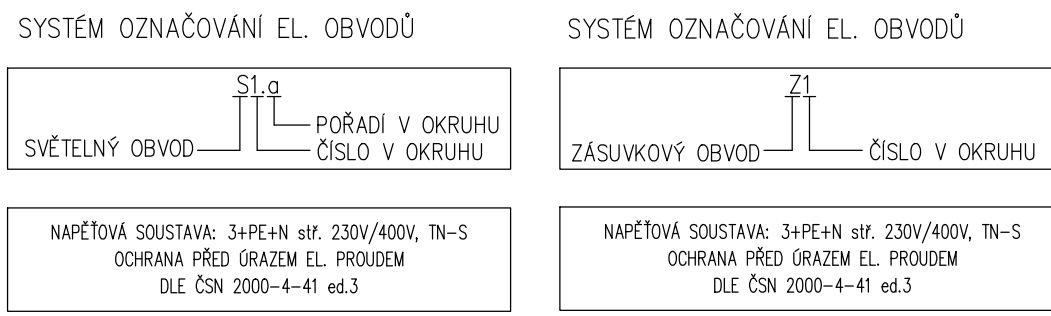 SYSTÉM OZNAČOVÁNÍ EL. OBVODŮ
S1.a
POŘADÍ V OKRUHU
SVĚTELNÝ OBVOD
ČÍSLO V OKRUHU
NAPĚŤOVÁ SOUSTAVA: 3+PE+N stř. 230V/400V, TN-S
OCHRANA PŘED ÚRAZEM EL. PROUDEM
DLE ČSN 2000-4-41 ed.3
SYSTÉM OZNAČOVÁNÍ EL. OBVODŮ
Z1
ZÁSUVKOVÝ OBVOD
ČÍSLO V OKRUHU
NAPĚŤOVÁ SOUSTAVA: 3+PE+N stř. 230V/400V, TN-S
OCHRANA PŘED ÚRAZEM EL. PROUDEM
DLE ČSN 2000-4-41 ed.3